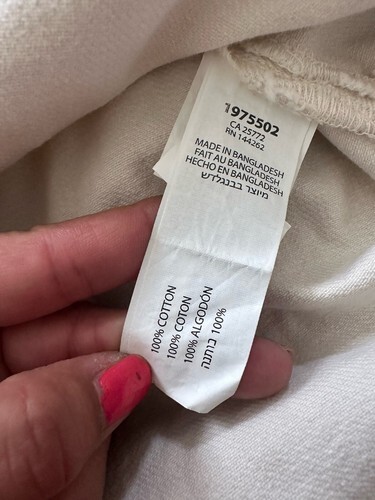 1975502
CA 25772
RN 144262
MADE IN BANGLADESH
FAIT AU BANGLADESH
HECHO EN BANGLADESH
מיוצר בבנגלדש
100% COTTON
100% COTON
100% ALGODÓN
100% כותנה